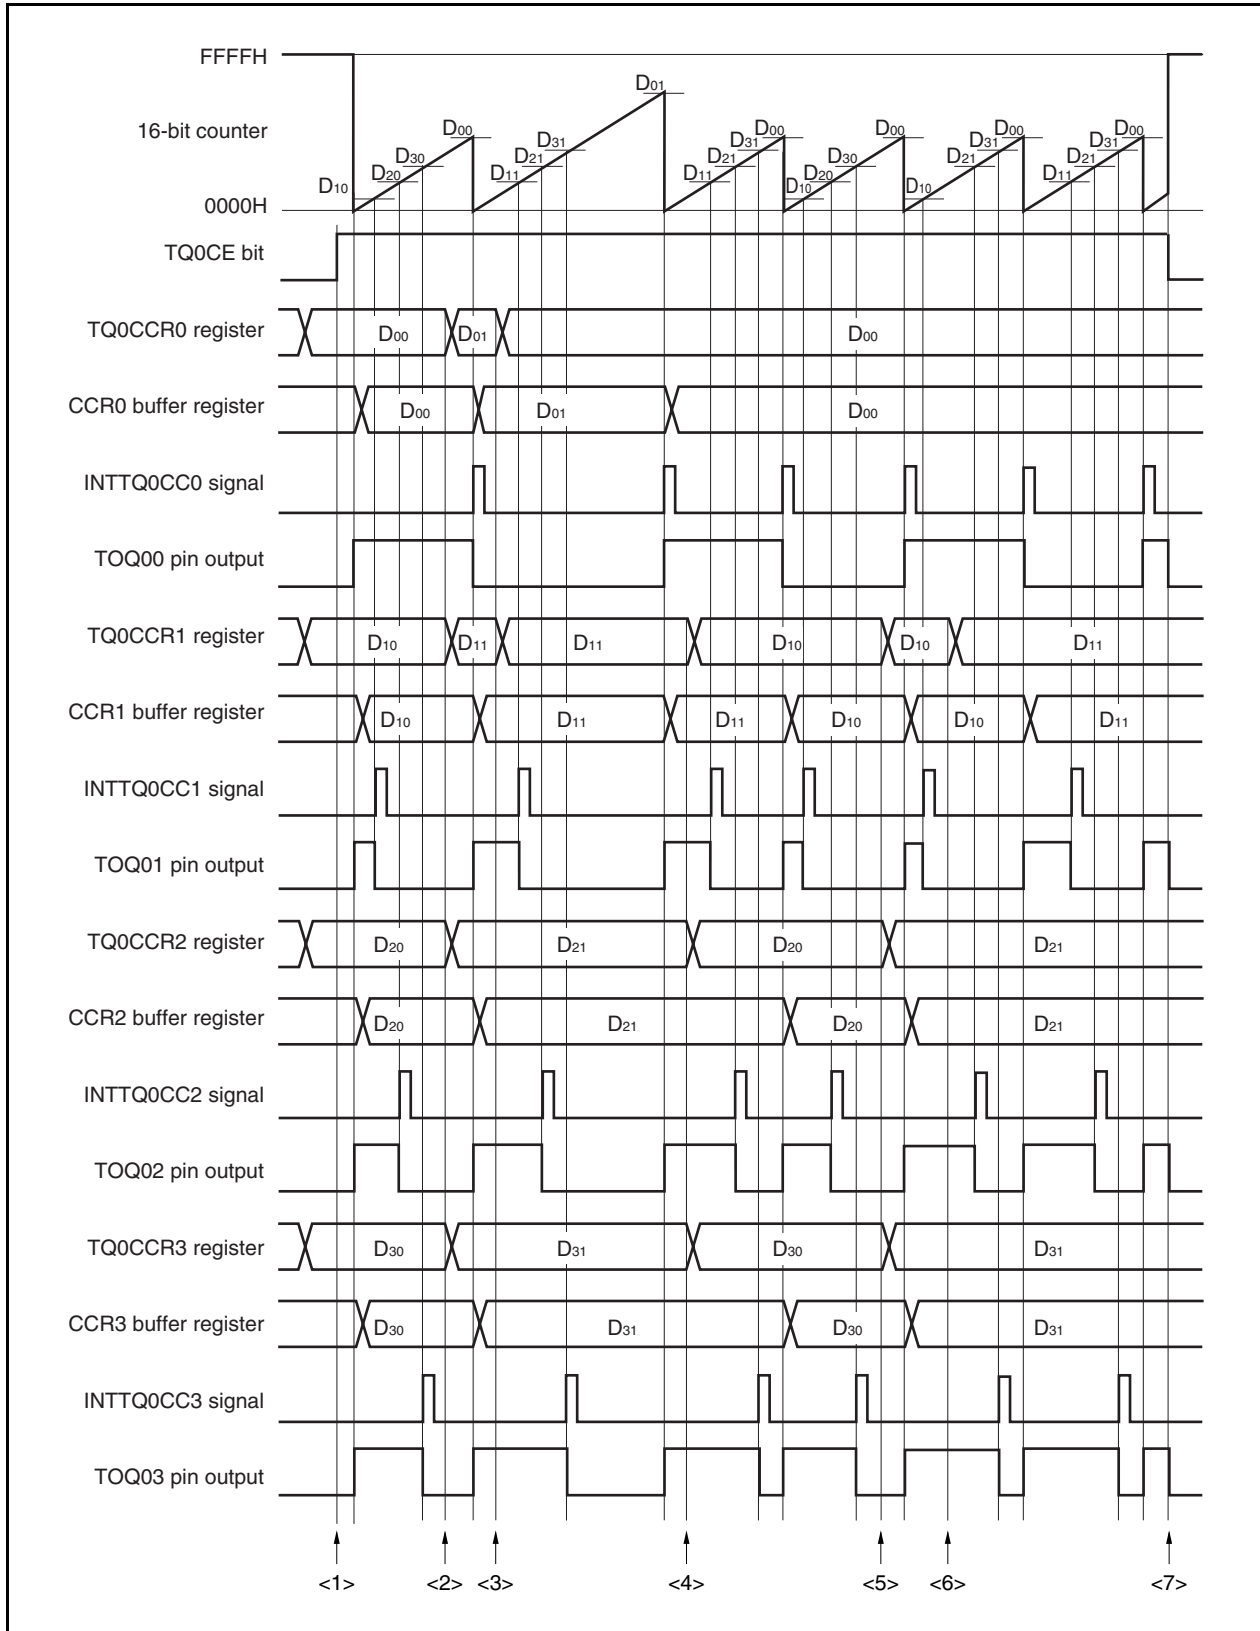 FFFFH
16-bit counter
0000H
D10 D20 D30 D00 D11 D21 D31 D01 D11 D21 D31 D00 D10 D20 D30 D00 D10 D21 D31 D00 D11 D21 D31 D00
TQ0CE bit
TQ0CCR0 register D00 D01 D00
CCR0 buffer register D00 D01 D00
INTTQ0CC0 signal
TOQ00 pin output
TQ0CCR1 register D10 D11 D11 D10 D10 D11
CCR1 buffer register D10 D11 D11 D10 D10 D11
INTTQ0CC1 signal
TOQ01 pin output
TQ0CCR2 register D20 D21 D20 D21
CCR2 buffer register D20 D21 D20 D21
INTTQ0CC2 signal
TOQ02 pin output
TQ0CCR3 register D30 D31 D30 D31
CCR3 buffer register D30 D31 D30 D31
INTTQ0CC3 signal
TOQ03 pin output
<1> <2> <3> <4> <5> <6> <7>